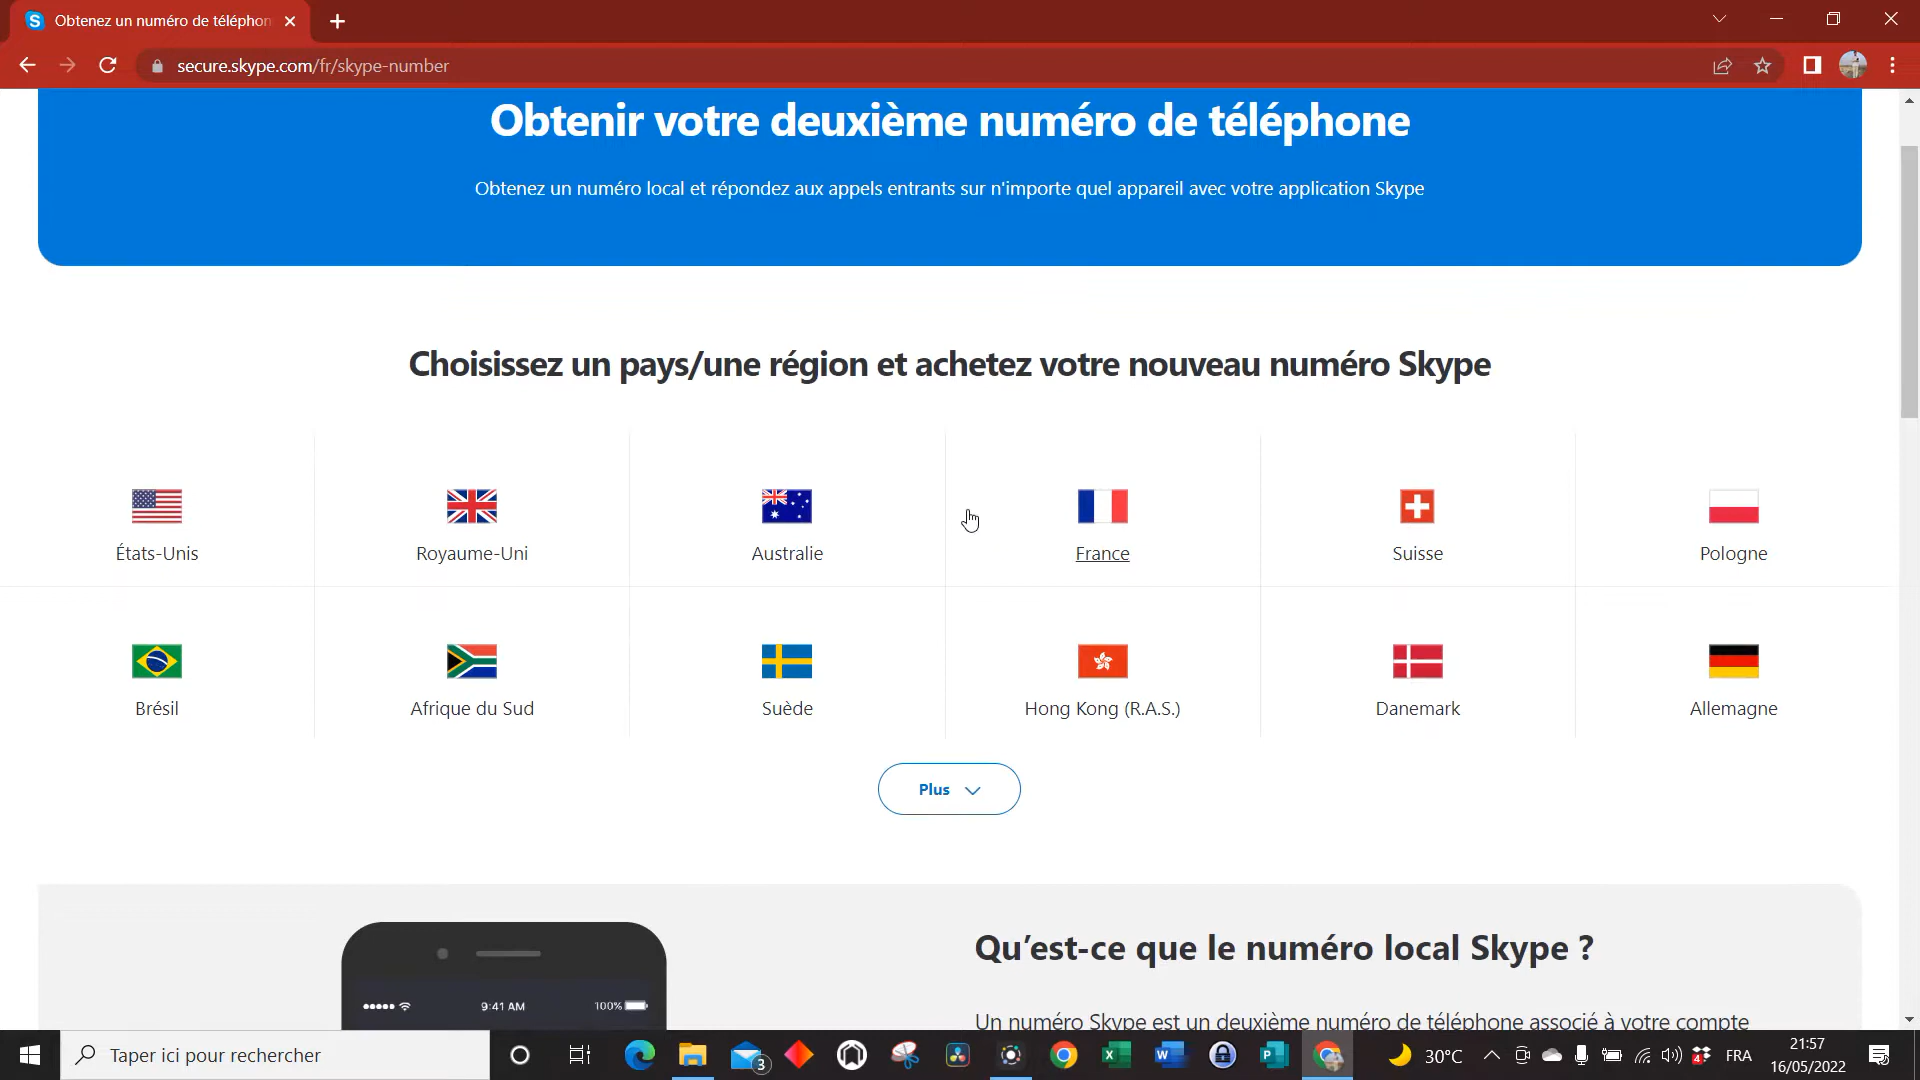 Obtenez un numéro de téléphon
secure.skype.com/fr/skype-number
Obtenir votre deuxième numéro de téléphone
Obtenez un numéro local et répondez aux appels entrants sur n'importe quel appareil avec votre application Skype
Choisissez un pays/une région et achetez votre nouveau numéro Skype
États-Unis
Royaume-Uni
Australie
France
Suisse
Pologne
Brésil
Afrique du Sud
Suède
Hong Kong (R.A.S.)
Danemark
Allemagne
Plus
Qu’est-ce que le numéro local Skype ?
9:41 AM
100%
Un numéro Skype est un deuxième numéro de téléphone associé à votre compte
Taper ici pour rechercher
3
30°C
4
FRA
21:57
16/05/2022